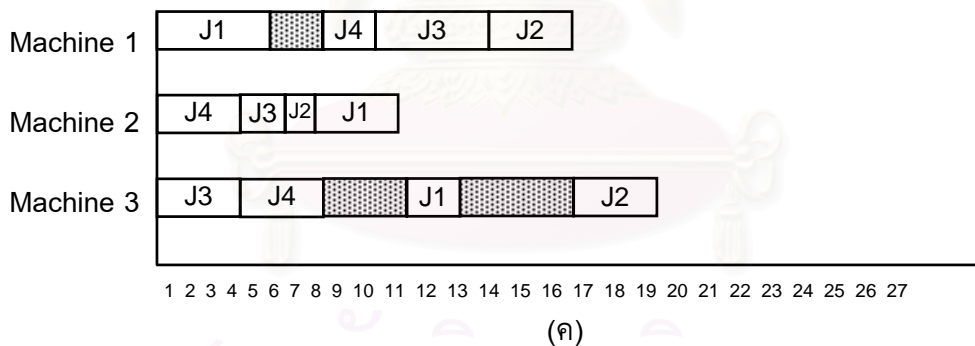 Machine 1 J1 J4 J3 J2
Machine 2 J4 J3 J2 J1
Machine 3 J3 J4 J1 J2
1 2 3 4 5 6 7 8 9 10 11 12 13 14 15 16 17 18 19 20 21 22 23 24 25 26 27
(ค)